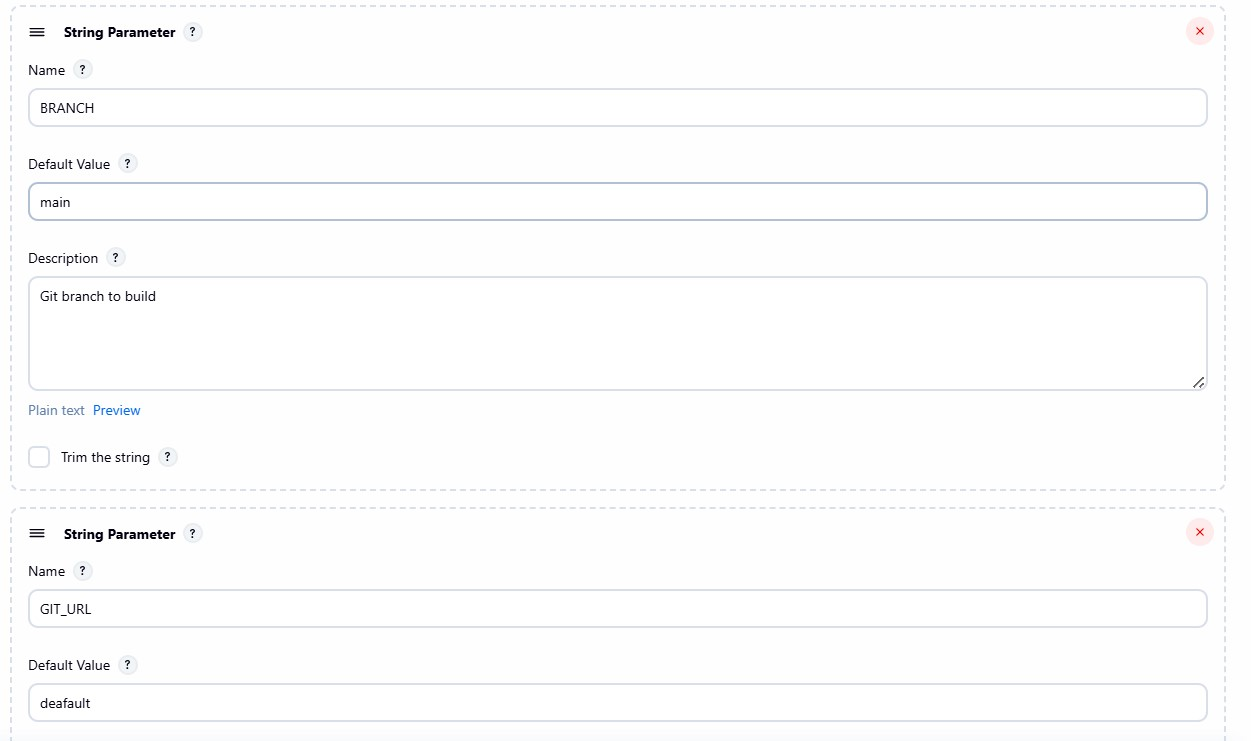 String Parameter ?
Name ?
BRANCH
Default Value ?
main
Description ?
Git branch to build
Plain text Preview
Trim the string ?
String Parameter ?
Name ?
GIT_URL
Default Value ?
deafault